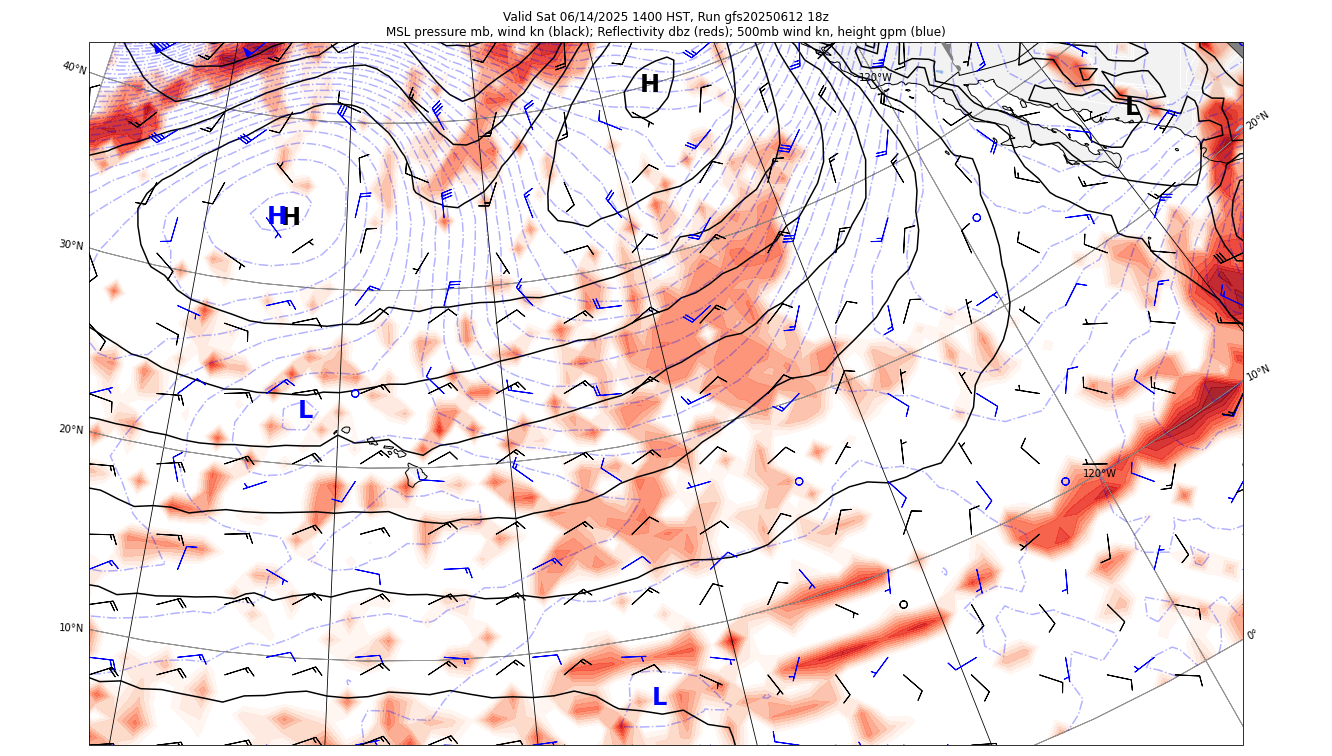 Valid Sat 06/14/2025 1400 HST, Run gfs20250612 18z
MSL pressure mb, wind kn (black); Reflectivity dbz (reds); 500mb wind kn, height gpm (blue)
40°N
H
120°W
L
20°N
H
H
30°N
10°N
L
20°N
120°W
10°N
0°
L